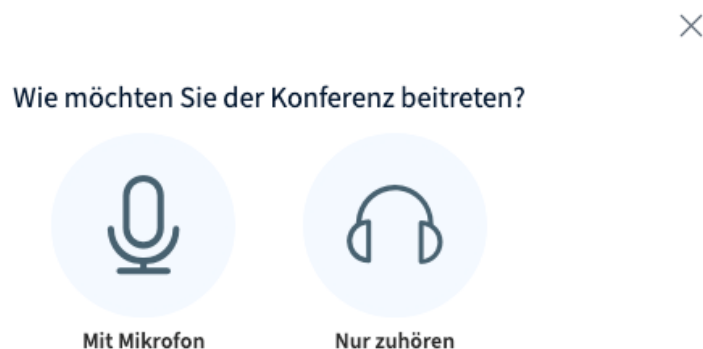 Wie möchten Sie der Konferenz beitreten?
Mit Mikrofon
Nur zuhören